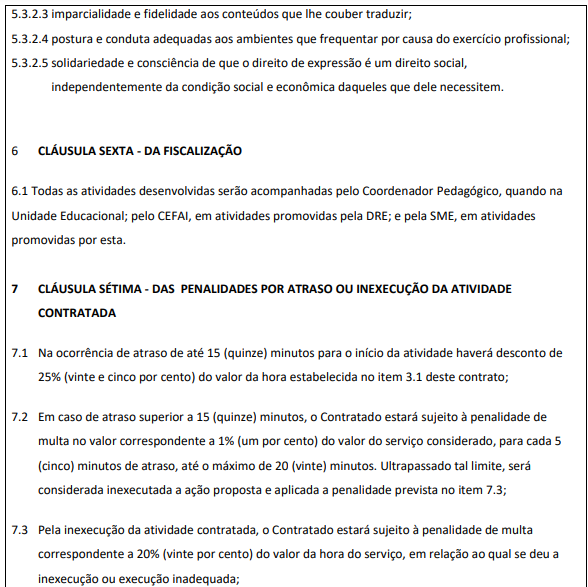 5.3.2.3 imparcialidade e fidelidade aos conteúdos que lhe couber traduzir;
5.3.2.4 postura e conduta adequadas aos ambientes que frequentar por causa do exercício profissional;
5.3.2.5 solidariedade e consciência de que o direito de expressão é um direito social,
independentemente da condição social e econômica daqueles que dele necessitem.
6 CLÁUSULA SEXTA - DA FISCALIZAÇÃO
6.1 Todas as atividades desenvolvidas serão acompanhadas pelo Coordenador Pedagógico, quando na
Unidade Educacional; pelo CEFAI, em atividades promovidas pela DRE; e pela SME, em atividades
promovidas por esta.
7 CLÁUSULA SÉTIMA - DAS PENALIDADES POR ATRASO OU INEXECUÇÃO DA ATIVIDADE
CONTRATADA
7.1 Na ocorrência de atraso de até 15 (quinze) minutos para o início da atividade haverá desconto de
25% (vinte e cinco por cento) do valor da hora estabelecida no item 3.1 deste contrato;
7.2 Em caso de atraso superior a 15 (quinze) minutos, o Contratado estará sujeito à penalidade de
multa no valor correspondente a 1% (um por cento) do valor do serviço considerado, para cada 5
(cinco) minutos de atraso, até o máximo de 20 (vinte) minutos. Ultrapassado tal limite, será
considerada inexecutada a ação proposta e aplicada a penalidade prevista no item 7.3;
7.3 Pela inexecução da atividade contratada, o Contratado estará sujeito à penalidade de multa
correspondente a 20% (vinte por cento) do valor da hora do serviço, em relação ao qual se deu a
inexecução ou execução inadequada;